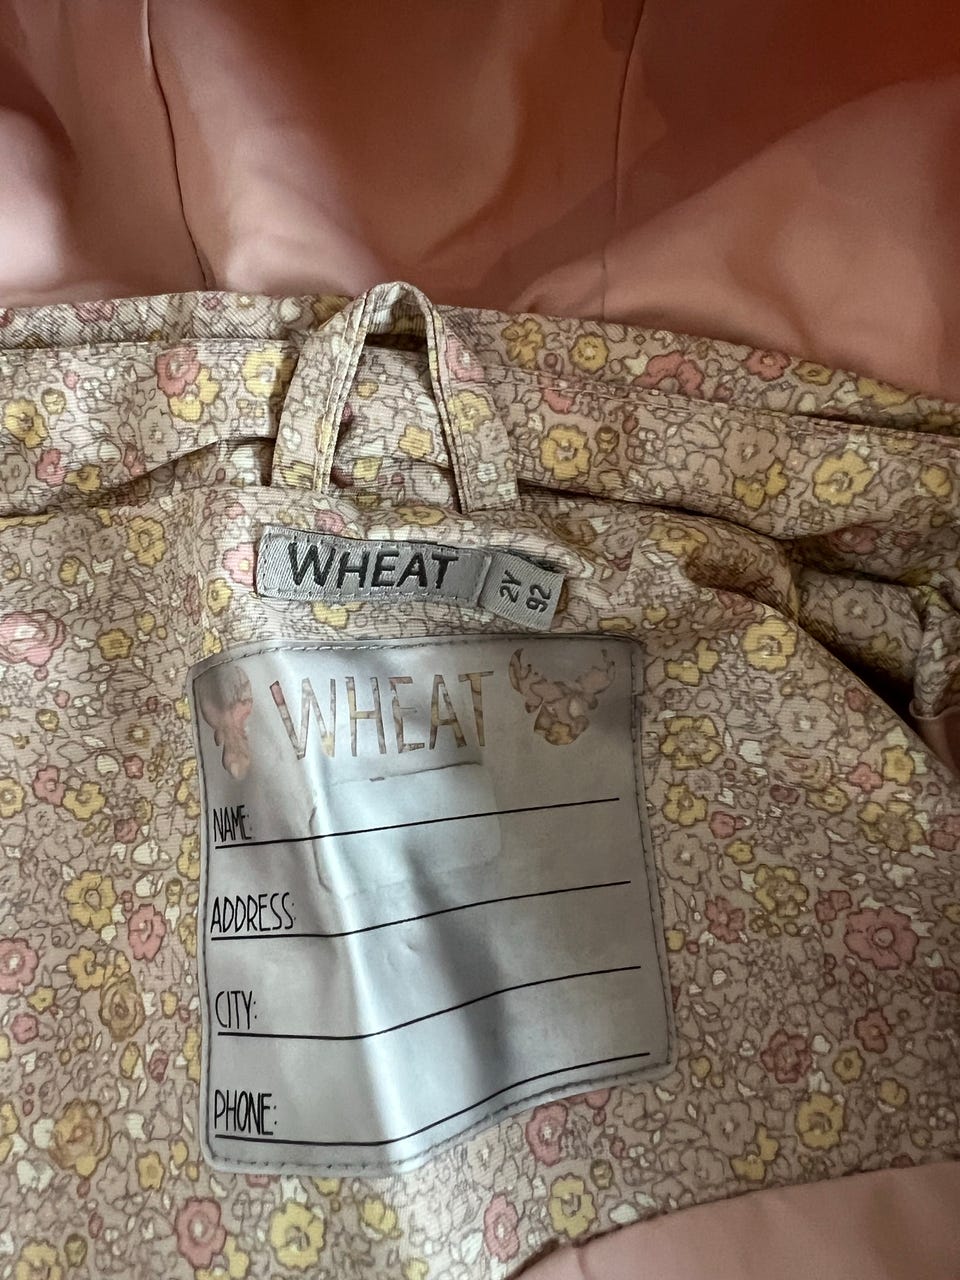 WHEAT
2Y
92
WHEAT
NAME:
ADDRESS:
CITY:
PHONE: